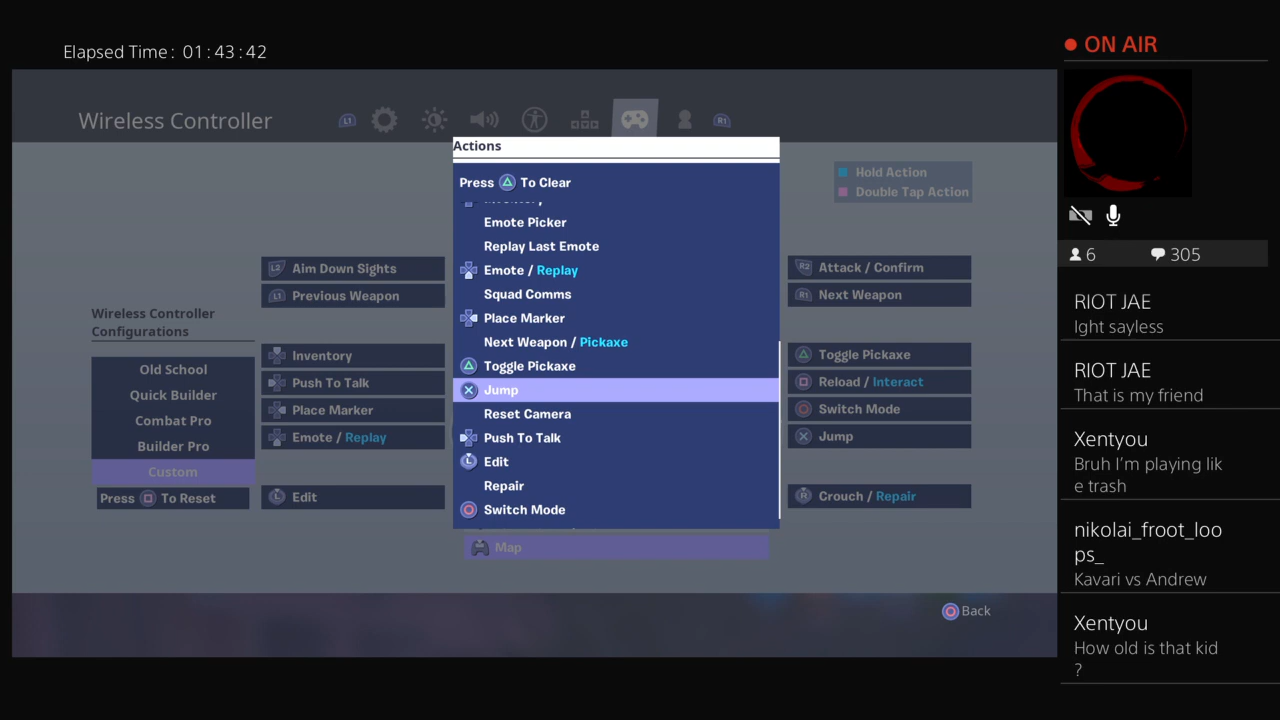 Elapsed Time: 01:43:42
ON AIR
Wireless Controller
L1
R1
Actions
Press To Clear
Emote Picker
Replay Last Emote
Emote / Replay
Squad Comms
Place Marker
Next Weapon / Pickaxe
Toggle Pickaxe
Jump
Reset Camera
Push To Talk
L Edit
Repair
Switch Mode
Hold Action
Double Tap Action
L2 Aim Down Sights
L1 Previous Weapon
Inventory
Push To Talk
Place Marker
Emote / Replay
L Edit
Wireless Controller
Configurations
Old School
Quick Builder
Combat Pro
Builder Pro
Custom
Press To Reset
R2 Attack / Confirm
R1 Next Weapon
Toggle Pickaxe
Reload / Interact
Switch Mode
Jump
R Crouch / Repair
Map
Back
6
305
RIOT JAE
Ight sayless
RIOT JAE
That is my friend
Xentyou
Bruh I'm playing lik
e trash
nikolai_froot_loo
ps_
Kavari vs Andrew
Xentyou
How old is that kid
?